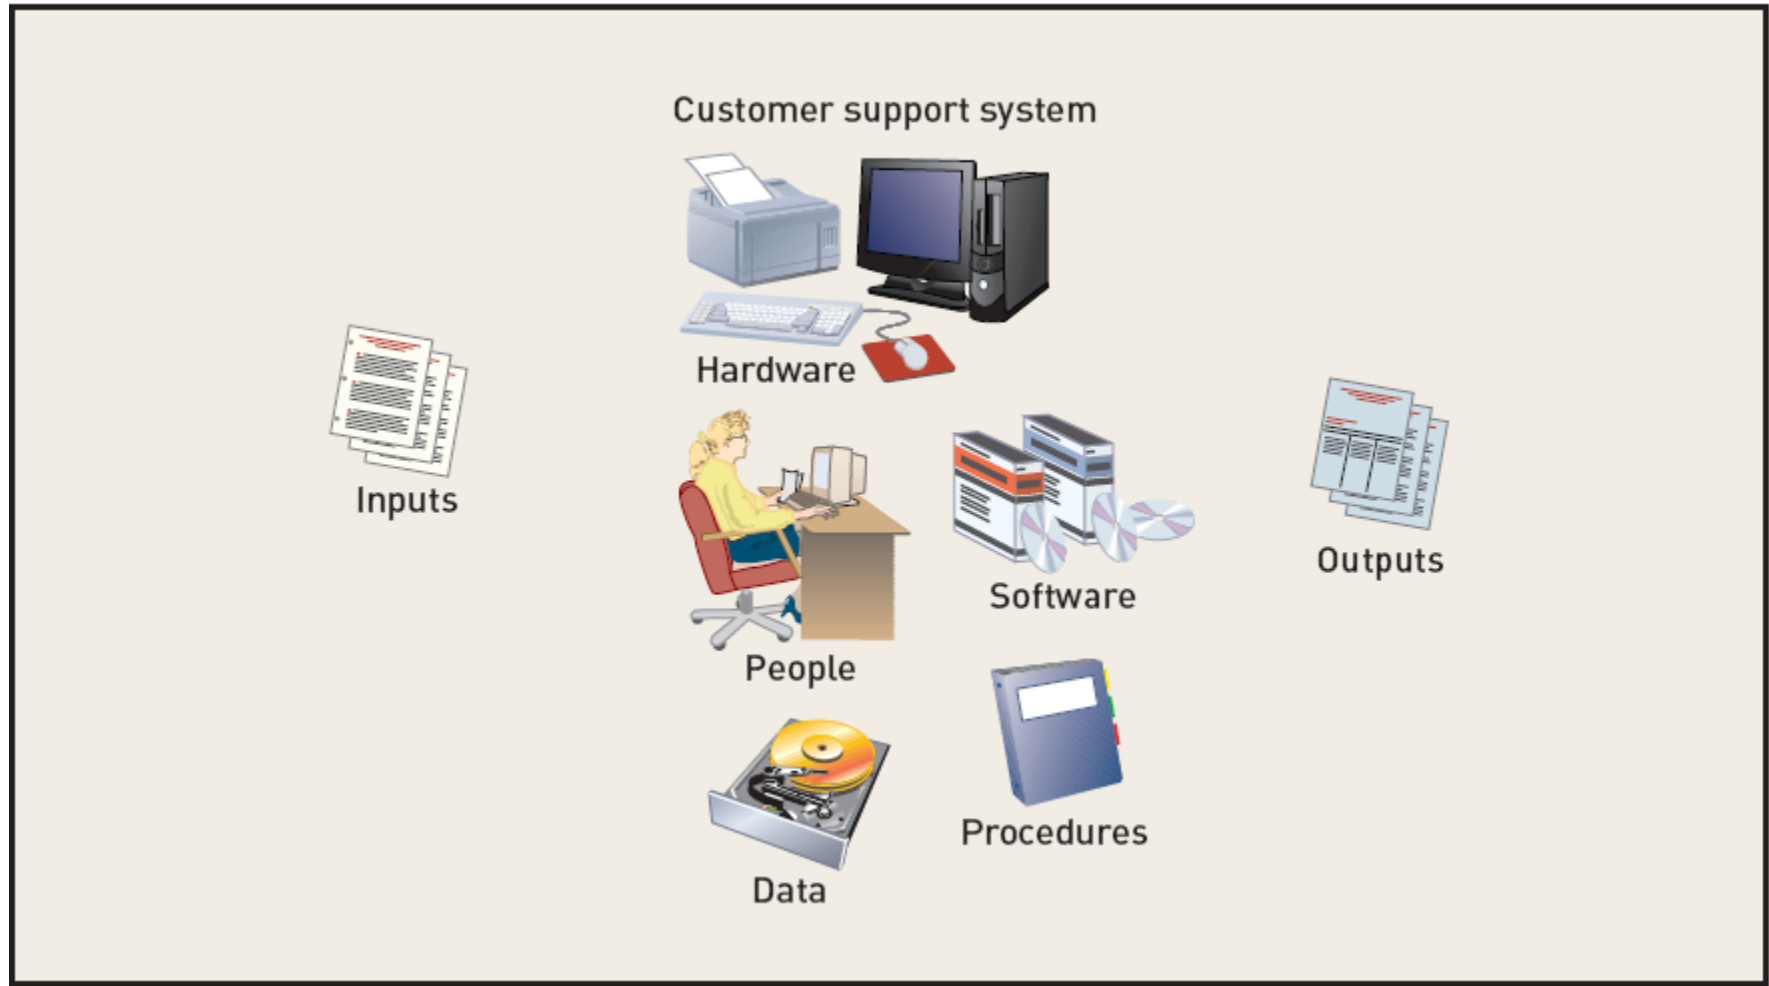 Customer support system
Hardware
Inputs
Outputs
Software
People
Procedures
Data